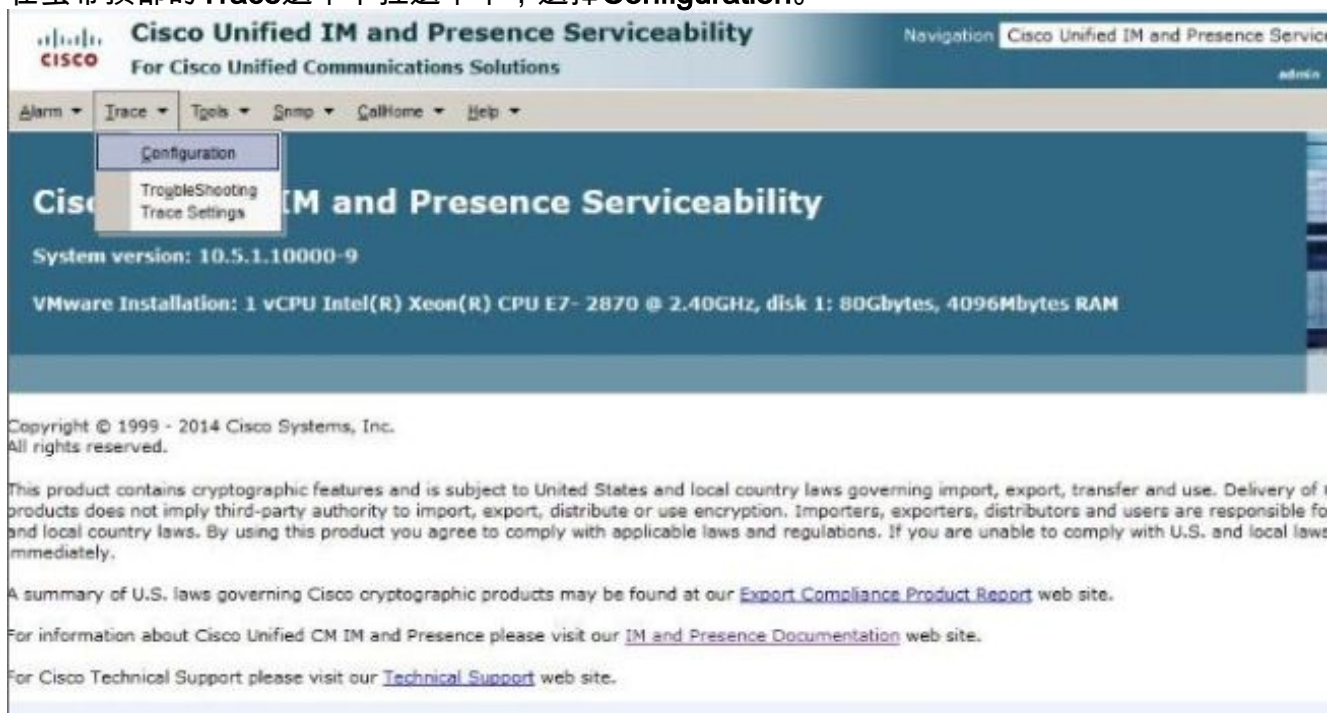 Cisco Unified IM and Presence Serviceability
For Cisco Unified Communications Solutions
CISCO
Navigation Cisco Unified IM and Presence Servic
admin
Alarm Trace Tools Snmp CallHome Help
Configuration
TroubleShooting
Trace Settings
Cis IM and Presence Serviceability
System version: 10.5.1.10000-9
VMware Installation: 1 vCPU Intel(R) Xeon(R) CPU E7- 2870 @ 2.40GHz, disk 1: 80Gbytes, 4096Mbytes RAM
Copyright © 1999 - 2014 Cisco Systems, Inc.
All rights reserved.
This product contains cryptographic features and is subject to United States and local country laws governing import, export, transfer and use. Delivery of
products does not imply third-party authority to import, export, distribute or use encryption. Importers, exporters, distributors and users are responsible fo
and local country laws. By using this product you agree to comply with applicable laws and regulations. If you are unable to comply with U.S. and local laws
immediately.
A summary of U.S. laws governing Cisco cryptographic products may be found at our Export Compliance Product Report web site.
For information about Cisco Unified CM IM and Presence please visit our IM and Presence Documentation web site.
For Cisco Technical Support please visit our Technical Support web site.